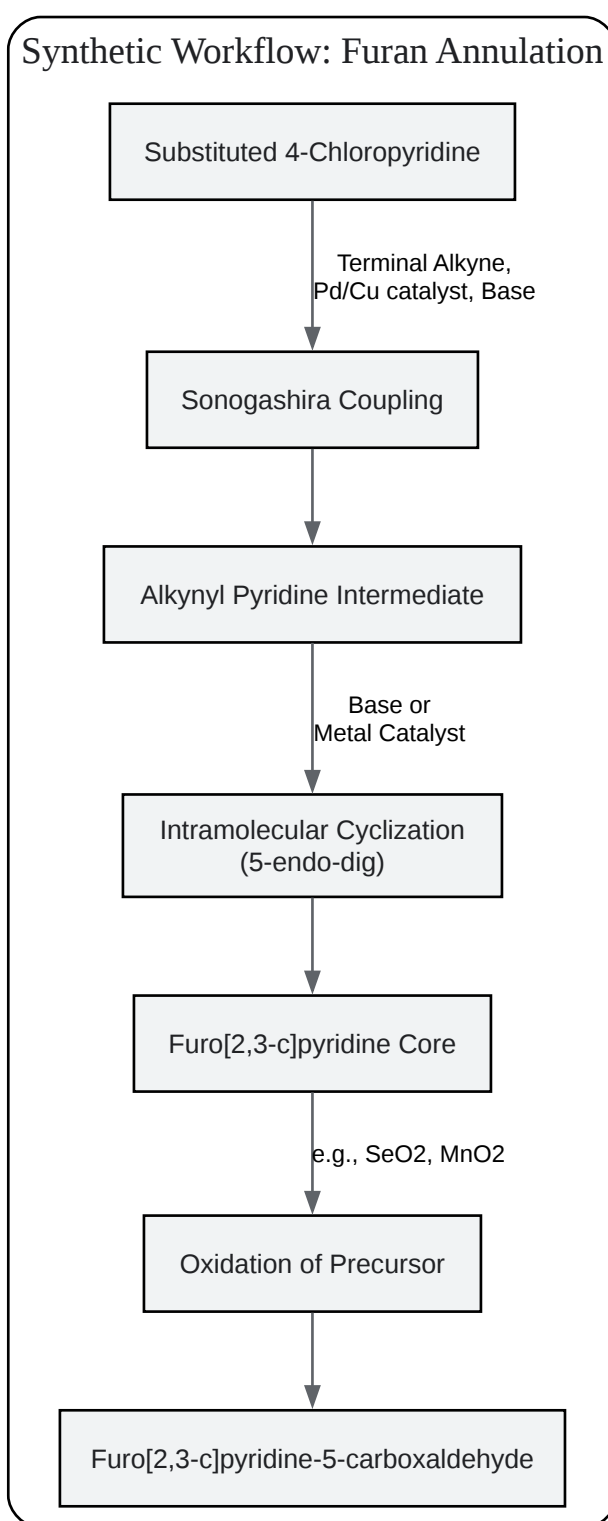 Synthetic Workflow: Furan Annulation
Substituted 4-Chloropyridine
Terminal Alkyne,
Pd/Cu catalyst, Base
Sonogashira Coupling
Alkynyl Pyridine Intermediate
Base or
Metal Catalyst
Intramolecular Cyclization
(5-endo-dig)
Furo[2,3-c]pyridine Core
e.g., SeO2, MnO2
Oxidation of Precursor
Furo[2,3-c]pyridine-5-carboxaldehyde